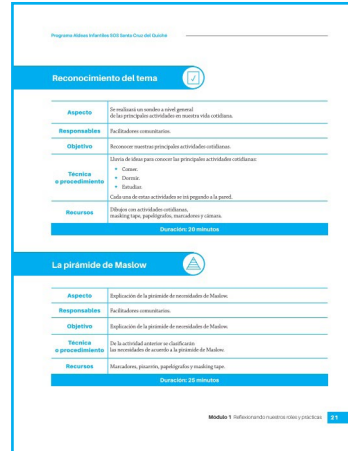 Programa Aldeas Infantiles SOS Santa Cruz del Quiché
Reconocimiento del tema
Aspecto
Se realizará un sondeo a nivel general
de las principales actividades en nuestra vida cotidiana.
Responsables
Facilitadores comunitarios.
Objetivo
Reconocer nuestras principales actividades cotidianas:
Técnica
o procedimiento
Lluvia de ideas para conocer las principales actividades cotidianas:
• Comer.
• Dormir.
• Estudiar.
Cada una de estas actividades se irá pegando a la pared.
Recursos
Dibujos con actividades cotidianas,
masking tape, papelógrafos, marcadores y cámara.
Duración: 20 minutos
La pirámide de Maslow
Aspecto
Explicación de la pirámide de necesidades de Maslow.
Responsables
Facilitadores comunitarios.
Objetivo
Explicación de la pirámide de necesidades de Maslow.
Técnica
o procedimiento
De la actividad anterior se clasificarán
las necesidades de acuerdo a la pirámide de Maslow.
Recursos
Marcadores, pizarrón, papelógrafos y masking tape.
Duración: 25 minutos
Módulo 1 Reflexionando nuestros roles y prácticas 21